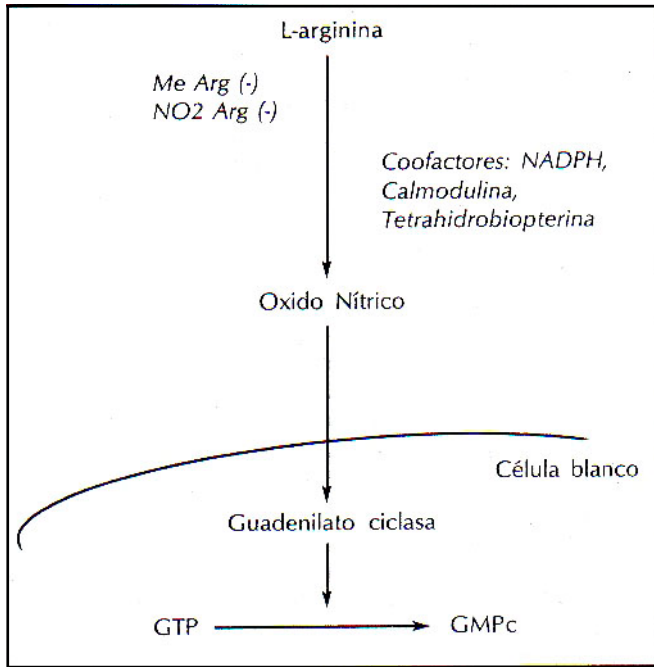 L-arginina
Me Arg (-)
NO2 Arg (-)
Coofactores: NADPH,
Calmodulina,
Tetrahidrobiopterina
Oxido Nítrico
Célula blanco
Guadenilato ciclasa
GTP
GMPc